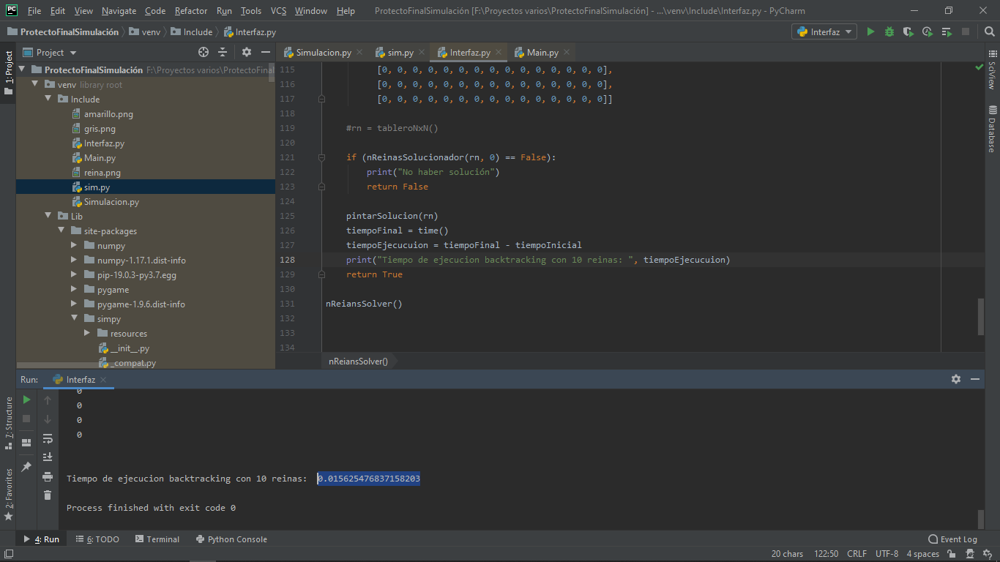 PC File Edit View Navigate Code Refactor Run Tools VCS Window Help ProtectoFinalSimulación [F:\Proyectos varios\ProtectoFinalSimulación] - ...\venv\Include\Interfaz.py - PyCharm
ProtectoFinalSimulación venv Include Interfaz.py Interfaz
1: Project
Project
Simulacion.py sim.py Interfaz.py Main.py
ProtectoFinalSimulación F:\Proyectos varios\ProtectoFinal
venv library root
Include
amarillo.png
gris.png
Interfaz.py
Main.py
reina.png
sim.py
Simulacion.py
Lib
site-packages
numpy
numpy-1.17.1.dist-info
pip-19.0.3-py3.7.egg
pygame
pygame-1.9.6.dist-info
simpy
resources
__init__.py
_compat.py
115 [0, 0, 0, 0, 0, 0, 0, 0, 0, 0, 0, 0, 0, 0, 0],
116 [0, 0, 0, 0, 0, 0, 0, 0, 0, 0, 0, 0, 0, 0, 0],
117 [0, 0, 0, 0, 0, 0, 0, 0, 0, 0, 0, 0, 0, 0, 0]]
118
119 #rn = tableroNxN()
120
121 if (nReinasSolucionador(rn, 0) == False):
122 print("No haber solución")
123 return False
124
125 pintarSolucion(rn)
126 tiempoFinal = time()
127 tiempoEjecucuion = tiempoFinal - tiempoInicial
128 print("Tiempo de ejecucion backtracking con 10 reinas: ", tiempoEjecucuion)
129 return True
130
131 nReiansSolver()
132
133
134
nReiansSolver()
SciView
Database
Run: Interfaz
0
0
0
0
Tiempo de ejecucion backtracking con 10 reinas: 0.015625476837158203
Process finished with exit code 0
7: Structure
2: Favorites
4: Run 6: TODO Terminal Python Console Event Log
20 chars 122:50 CRLF UTF-8 4 spaces